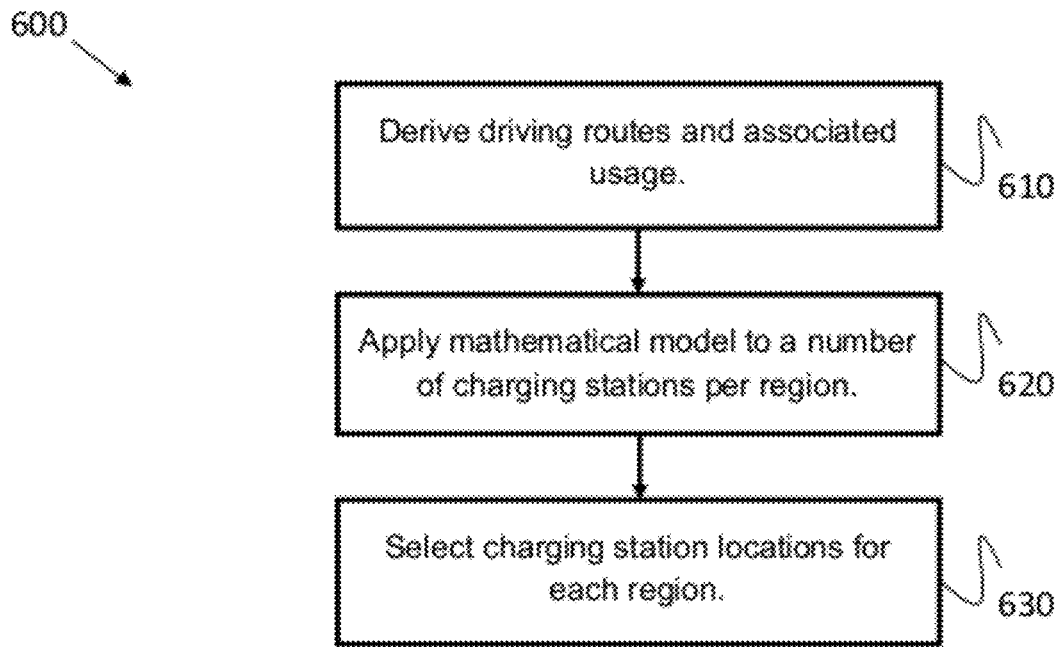 600
Derive driving routes and associated
usage.
610
Apply mathematical model to a number
of charging stations per region.
620
Select charging station locations for
each region.
630